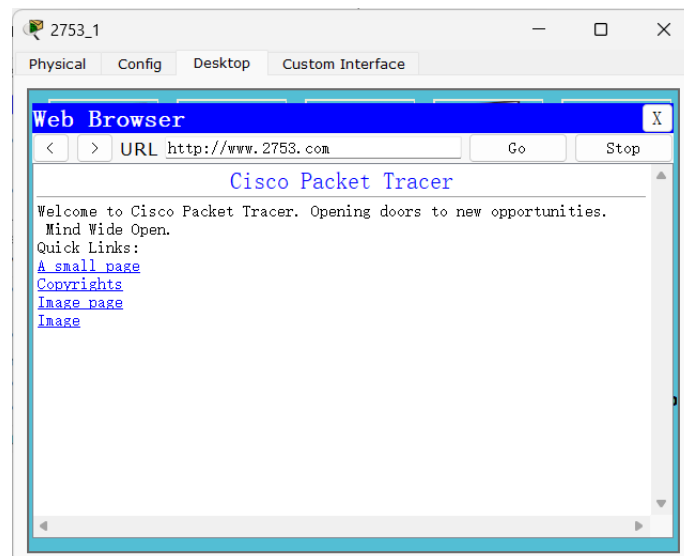 2753_1
Physical Config Desktop Custom Interface
Web Browser X
< > URL http://www.2753.com Go Stop
Cisco Packet Tracer
Welcome to Cisco Packet Tracer. Opening doors to new opportunities.
Mind Wide Open.
Quick Links:
A small page
Copyrights
Image page
Image